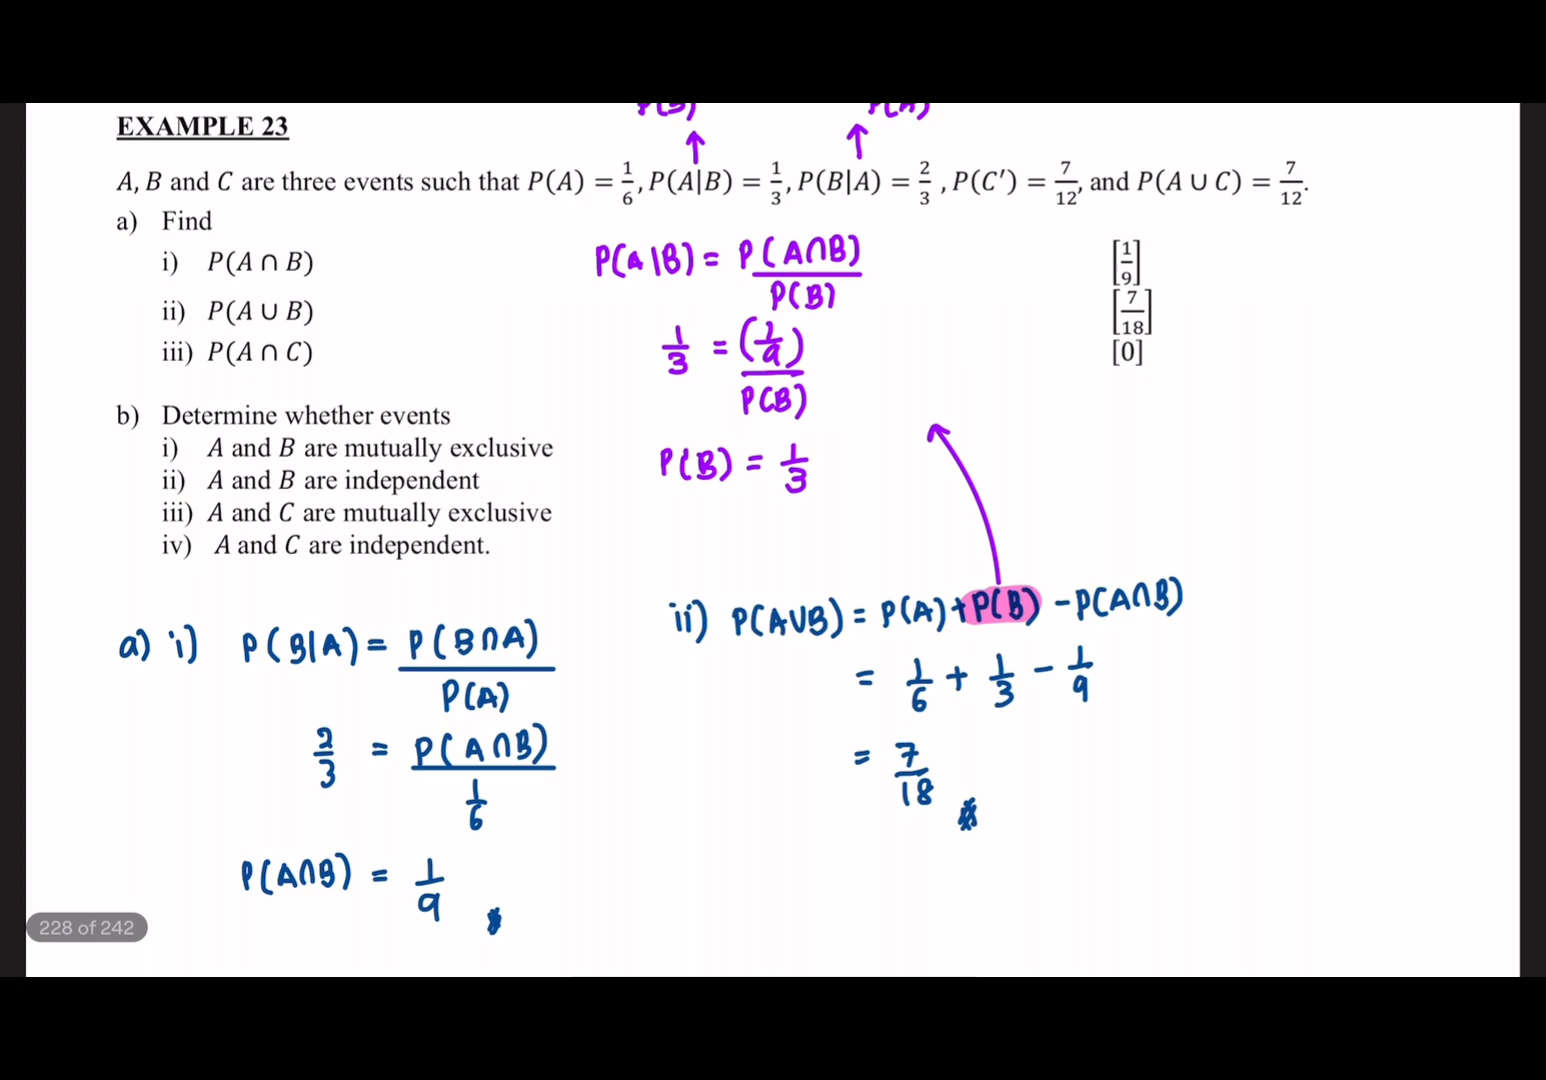 P(B) P(A)
EXAMPLE 23
A, B and C are three events such that P(A) = 1/6, P(A|B) = 1/3, P(B|A) = 2/3 , P(C′) = 7/12, and P(A ∪ C) = 7/12.
a) Find
i) P(A ∩ B) [1/9]
ii) P(A ∪ B) [7/18]
iii) P(A ∩ C) [0]
P(A|B) = P(A∩B)/P(B)
1/3 = (1/9)/P(B)
P(B) = 1/3
b) Determine whether events
i) A and B are mutually exclusive
ii) A and B are independent
iii) A and C are mutually exclusive
iv) A and C are independent.
a) i) P(B|A) = P(B∩A)/P(A)
2/3 = P(A∩B)/(1/6)
P(A∩B) = 1/9
ii) P(A∪B) = P(A)+P(B) -P(A∩B)
= 1/6 + 1/3 - 1/9
= 7/18
228 of 242